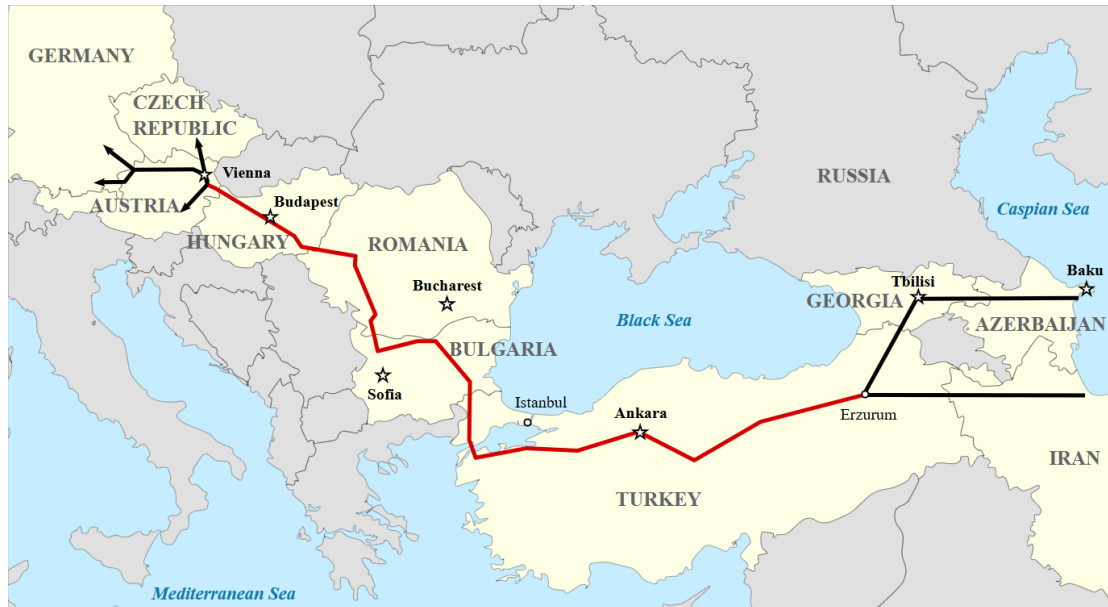 GERMANY
CZECH
REPUBLIC
Vienna
AUSTRIA
Budapest
HUNGARY
ROMANIA
Bucharest
BULGARIA
Sofia
Istanbul
Ankara
TURKEY
Black Sea
RUSSIA
Caspian Sea
Tbilisi
Baku
GEORGIA
AZERBAIJAN
Erzurum
IRAN
Mediterranean Sea